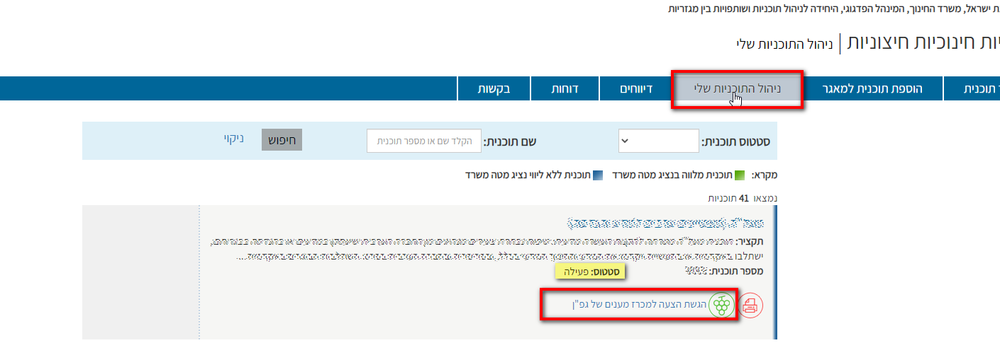 ת ישראל, משרד החינוך, המינהל הפדגוגי, היחידה לניהול תוכניות ושותפויות בין מגזריות
יות חינוכיות חיצוניות | ניהול התוכניות שלי
תוכנית
הוספת תוכנית למאגר
ניהול התוכניות שלי
דיווחים
דוחות
בקשות
סטטוס תוכנית:
שם תוכנית: הקלד שם או מספר תוכנית
חיפוש
ניקוי
מקרא: תוכנית מלווה בנציג מטה משרד תוכנית ללא ליווי נציג מטה משרד
נמצאו 41 תוכניות
תקציר:
ישתלבו
מספר תוכנית: סטטוס: פעילה
הגשת הצעה למכרז מענים של גפ"ן